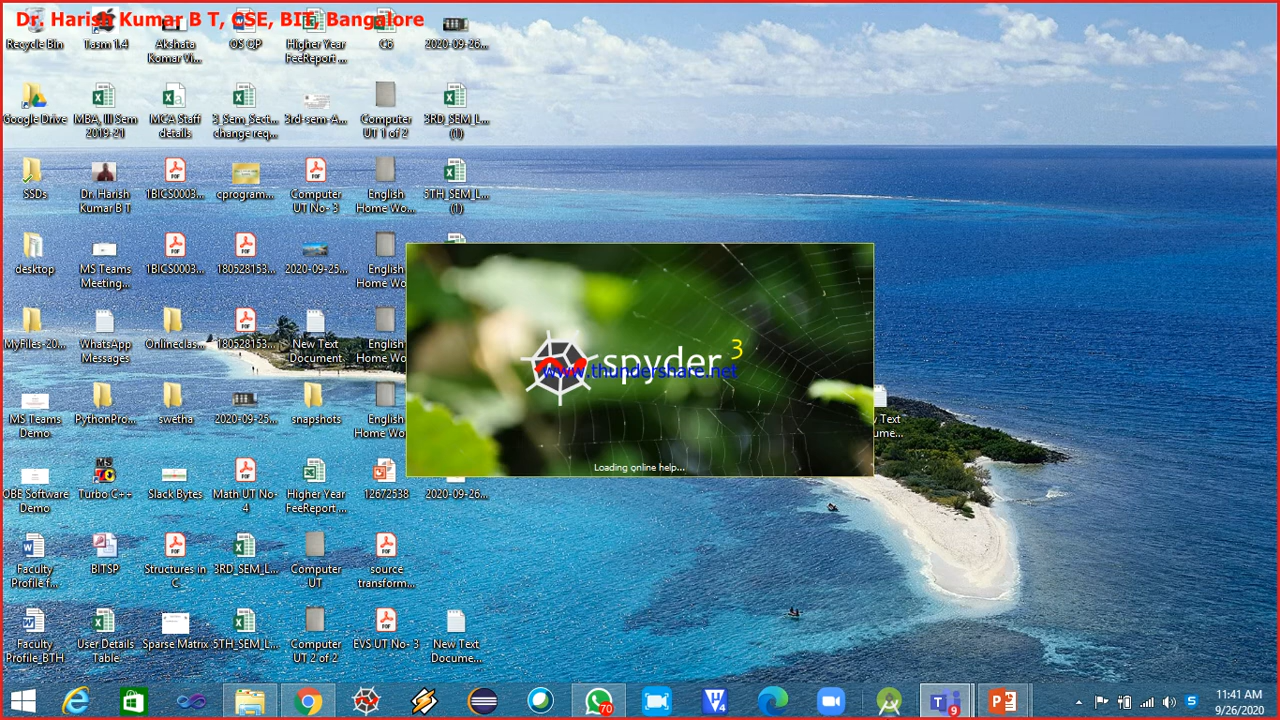 Dr. Harish Kumar B T, CSE, BIT, Bangalore
Recycle Bin
Tasm 1.4
Akshata
Komar Vi...
OS QP
Higher Year
FeeReport ...
C6
2020-09-26...
Google Drive
MBA, III Sem
2019-21
MCA Staff
details
3_Sem_Sect...
change req...
3rd-sem-A...
Computer
UT 1 of 2
3RD_SEM_L...
(1)
SSDs
Dr. Harish
Kumar B T
1BICS0003...
cprogram...
Computer
UT No- 3
English
Home Wo...
5TH_SEM_L...
(1)
desktop
MS Teams
Meeting...
1BICS0003...
180528153...
2020-09-25...
English
Home Wo
MyFiles-20...
WhatsApp
Messages
Onlineclas...
180528153...
New Text
Document
English
Home Wo
spyder 3
www.thundershare.net
Loading online help...
MS Teams
Demo
PythonPro...
swetha
2020-09-25...
snapshots
English
Home Wo
Text
OBE Software
Demo
Turbo C++
Slack Bytes
Math UT No-
4
Higher Year
FeeReport ...
12672538
2020-09-26...
Faculty
Profile f...
BITSP
Structures in
C
3RD_SEM_L...
Computer
UT
source
transform...
Faculty
Profile_BTH
User Details
Table
Sparse Matrix
5TH_SEM_L...
Computer
UT 2 of 2
EVS UT No- 3
New Text
Docume...
70
9
11:41 AM
9/26/2020